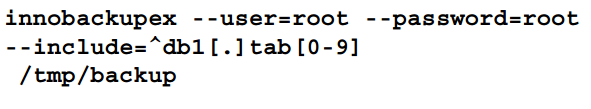 innobackupex --user=root --password=root
--include=^db1[.]tab[0-9]
/tmp/backup